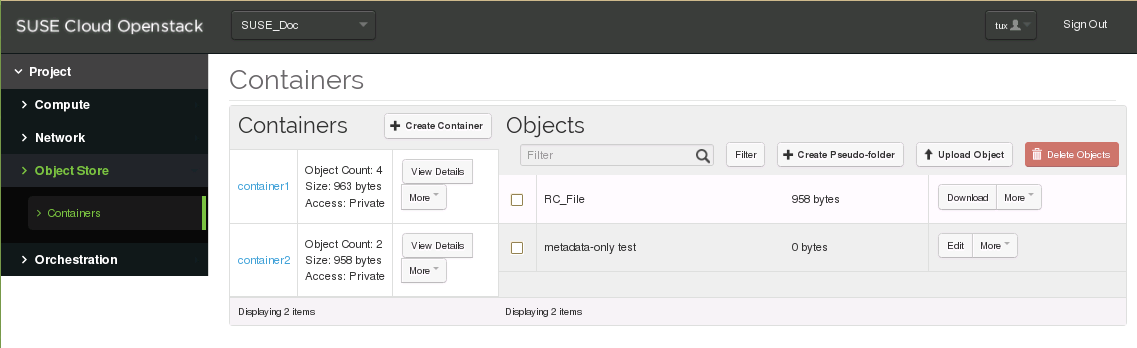 SUSE Cloud Openstack
SUSE_Doc
tux
Sign Out
Project
Compute
Network
Object Store
Containers
Orchestration
Containers
Containers
Create Container
container1
Object Count: 4
Size: 963 bytes
Access: Private
View Details
More
container2
Object Count: 2
Size: 958 bytes
Access: Private
View Details
More
Displaying 2 items
Objects
Filter
Filter
Create Pseudo-folder
Upload Object
Delete Objects
RC_File
958 bytes
Download
More
metadata-only test
0 bytes
Edit
More
Displaying 2 items